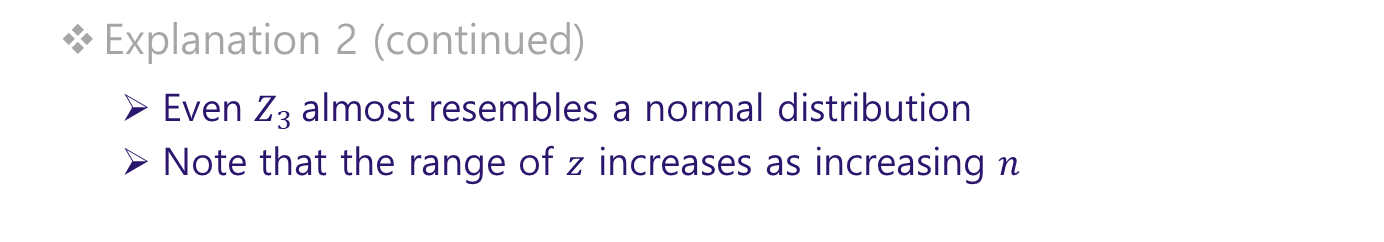 ❖ Explanation 2 (continued)
➢ Even Z₃ almost resembles a normal distribution
➢ Note that the range of z increases as increasing n